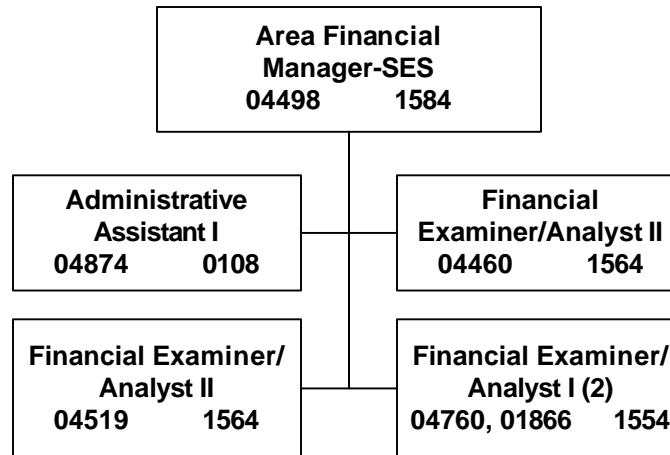 Area Financial
Manager-SES
04498 1584
Administrative
Assistant I
04874 0108
Financial
Examiner/Analyst II
04460 1564
Financial Examiner/
Analyst II
04519 1564
Financial Examiner/
Analyst I (2)
04760, 01866 1554